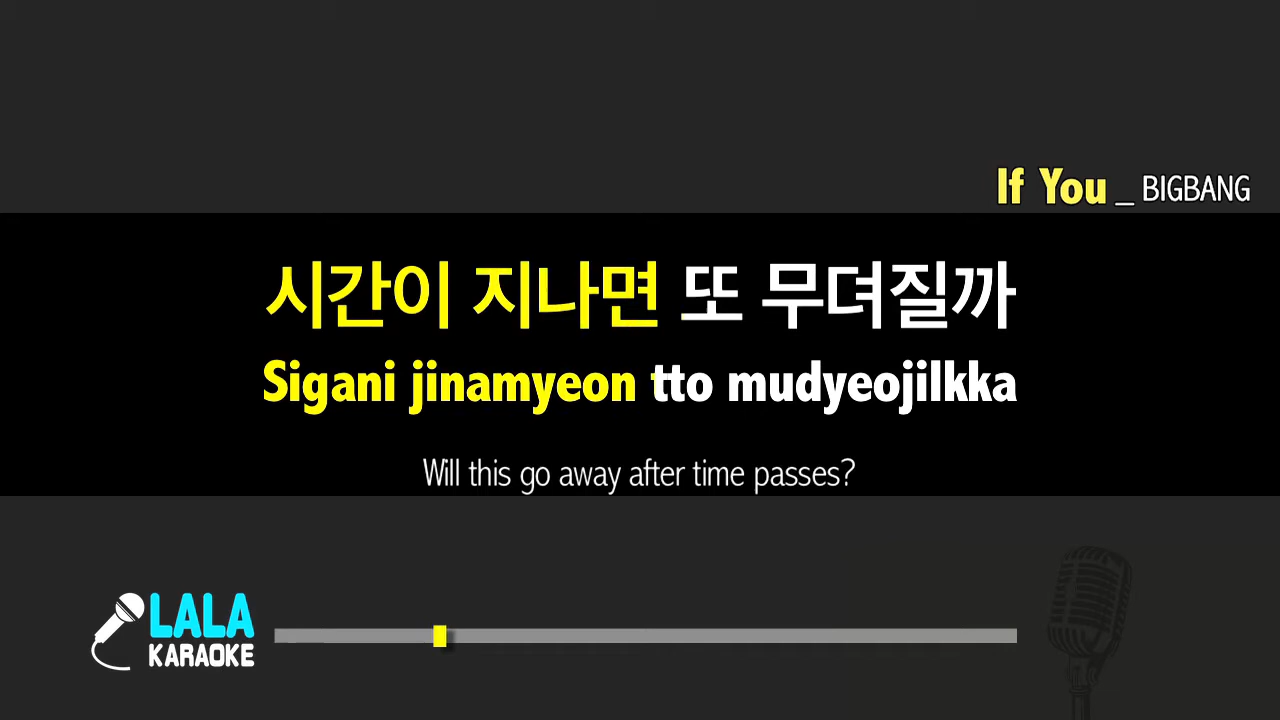 If You _ BIGBANG
시간이 지나면 또 무뎌질까
Sigani jinamyeon tto mudyeojilkka
Will this go away after time passes?
LALA
KARAOKE